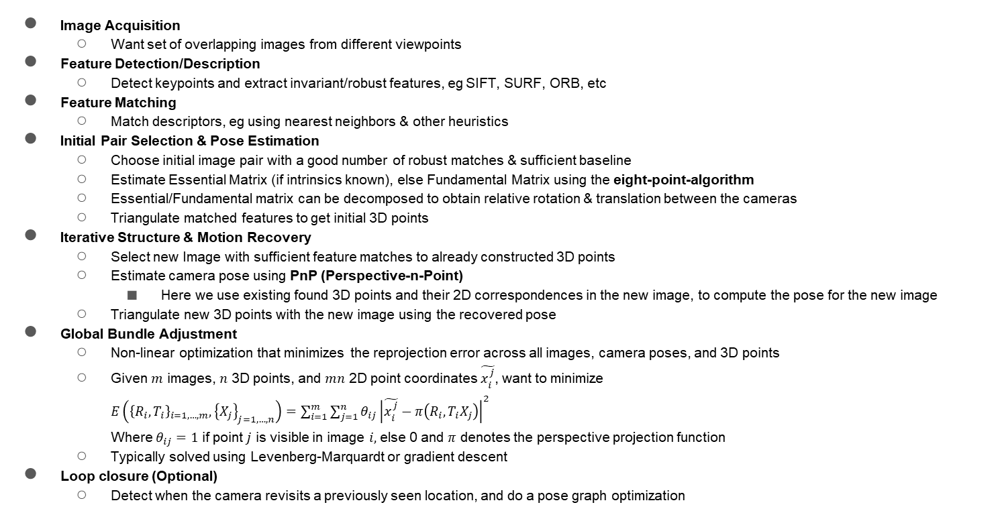 ● Image Acquisition
○ Want set of overlapping images from different viewpoints
● Feature Detection/Description
○ Detect keypoints and extract invariant/robust features, eg SIFT, SURF, ORB, etc
● Feature Matching
○ Match descriptors, eg using nearest neighbors & other heuristics
● Initial Pair Selection & Pose Estimation
○ Choose initial image pair with a good number of robust matches & sufficient baseline
○ Estimate Essential Matrix (if intrinsics known), else Fundamental Matrix using the eight-point-algorithm
○ Essential/Fundamental matrix can be decomposed to obtain relative rotation & translation between the cameras
○ Triangulate matched features to get initial 3D points
● Iterative Structure & Motion Recovery
○ Select new Image with sufficient feature matches to already constructed 3D points
○ Estimate camera pose using PnP (Perspective-n-Point)
■ Here we use existing found 3D points and their 2D correspondences in the new image, to compute the pose for the new image
○ Triangulate new 3D points with the new image using the recovered pose
● Global Bundle Adjustment
○ Non-linear optimization that minimizes the reprojection error across all images, camera poses, and 3D points
○ Given $m$ images, $n$ 3D points, and $mn$ 2D point coordinates $\widetilde{x_i^j}$, want to minimize
$E\left(\{R_i, T_i\}_{i=1,\ldots,m}, \{X_j\}_{j=1,\ldots,n}\right) = \sum_{i=1}^{m} \sum_{j=1}^{n} \theta_{ij} \left| \widetilde{x_i^j} - \pi(R_i, T_i X_j) \right|^2$
Where $\theta_{ij} = 1$ if point $j$ is visible in image $i$, else 0 and $\pi$ denotes the perspective projection function
○ Typically solved using Levenberg-Marquardt or gradient descent
● Loop closure (Optional)
○ Detect when the camera revisits a previously seen location, and do a pose graph optimization